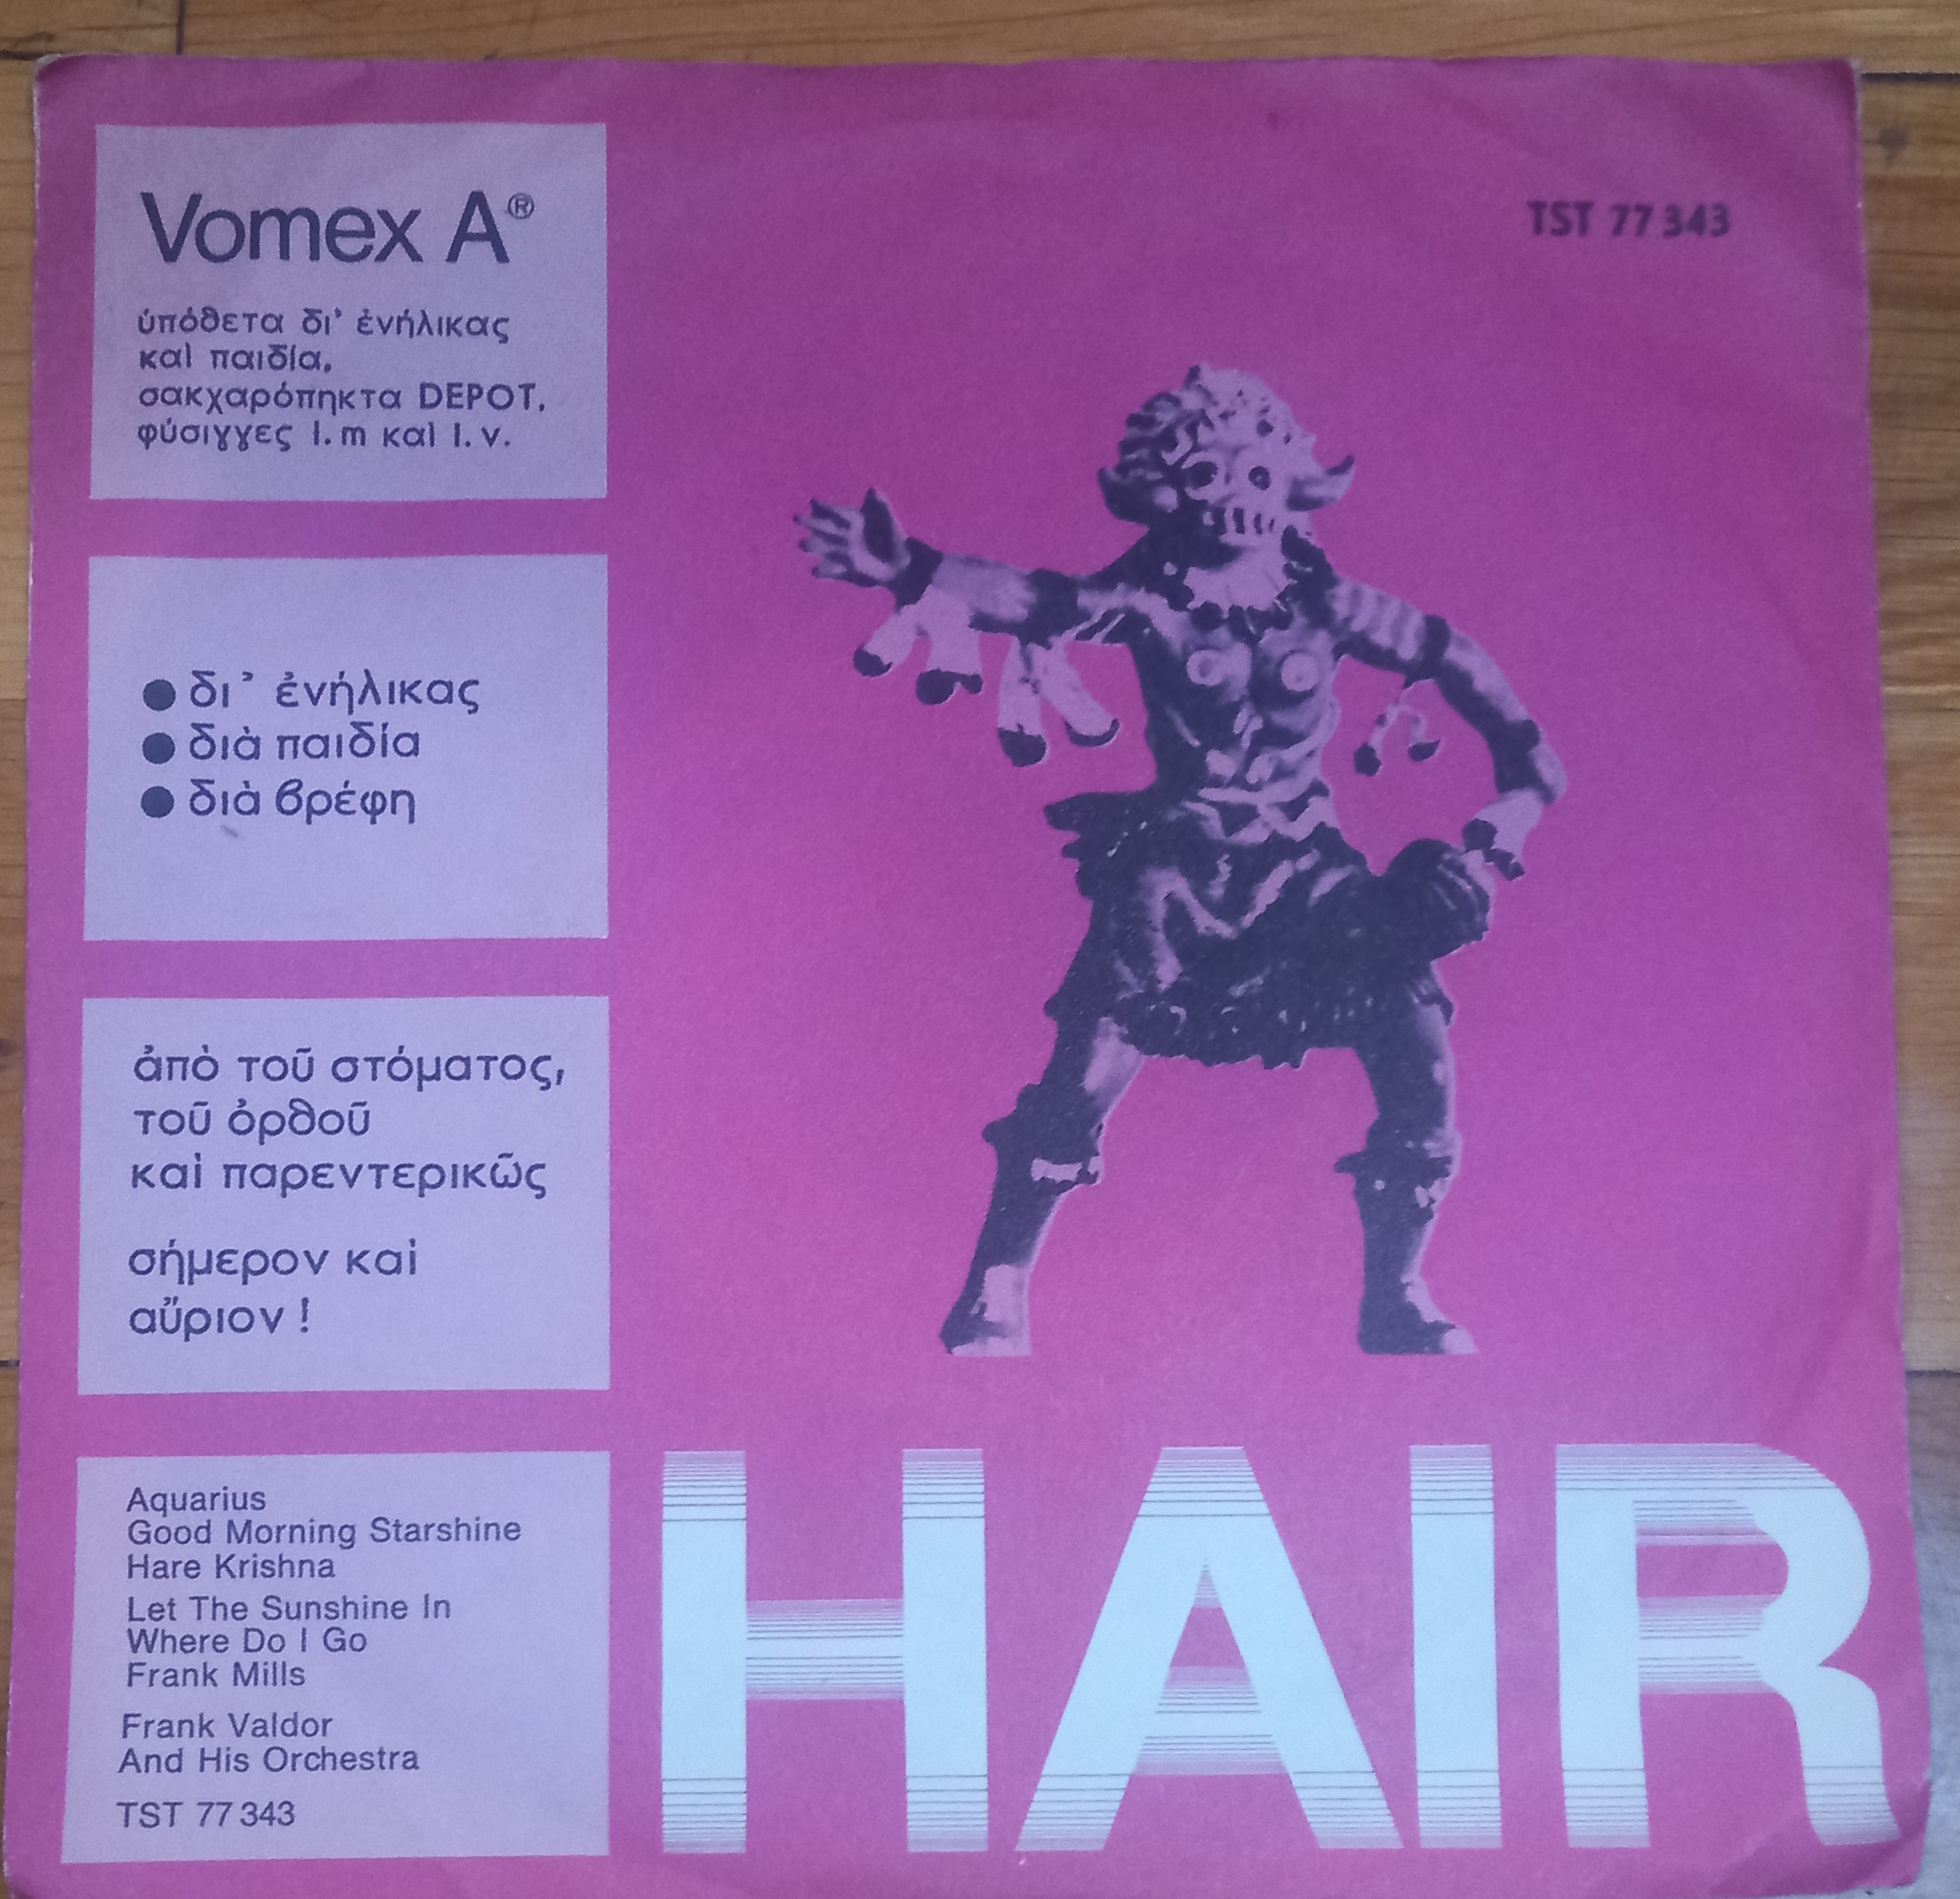 Vomex A®
ὑπόθετα δι' ἐνήλικας
καὶ παιδία,
σακχαρόπηκτα DEPOT,
φύσιγγες I.m καὶ I.v.
● δι' ἐνήλικας
● διὰ παιδία
● διὰ βρέφη
ἀπὸ τοῦ στόματος,
τοῦ ὀρθοῦ
καὶ παρεντερικῶς
σήμερον καὶ
αὔριον !
Aquarius
Good Morning Starshine
Hare Krishna
Let The Sunshine In
Where Do I Go
Frank Mills
Frank Valdor
And His Orchestra
TST 77 343
TST 77 343
HAIR